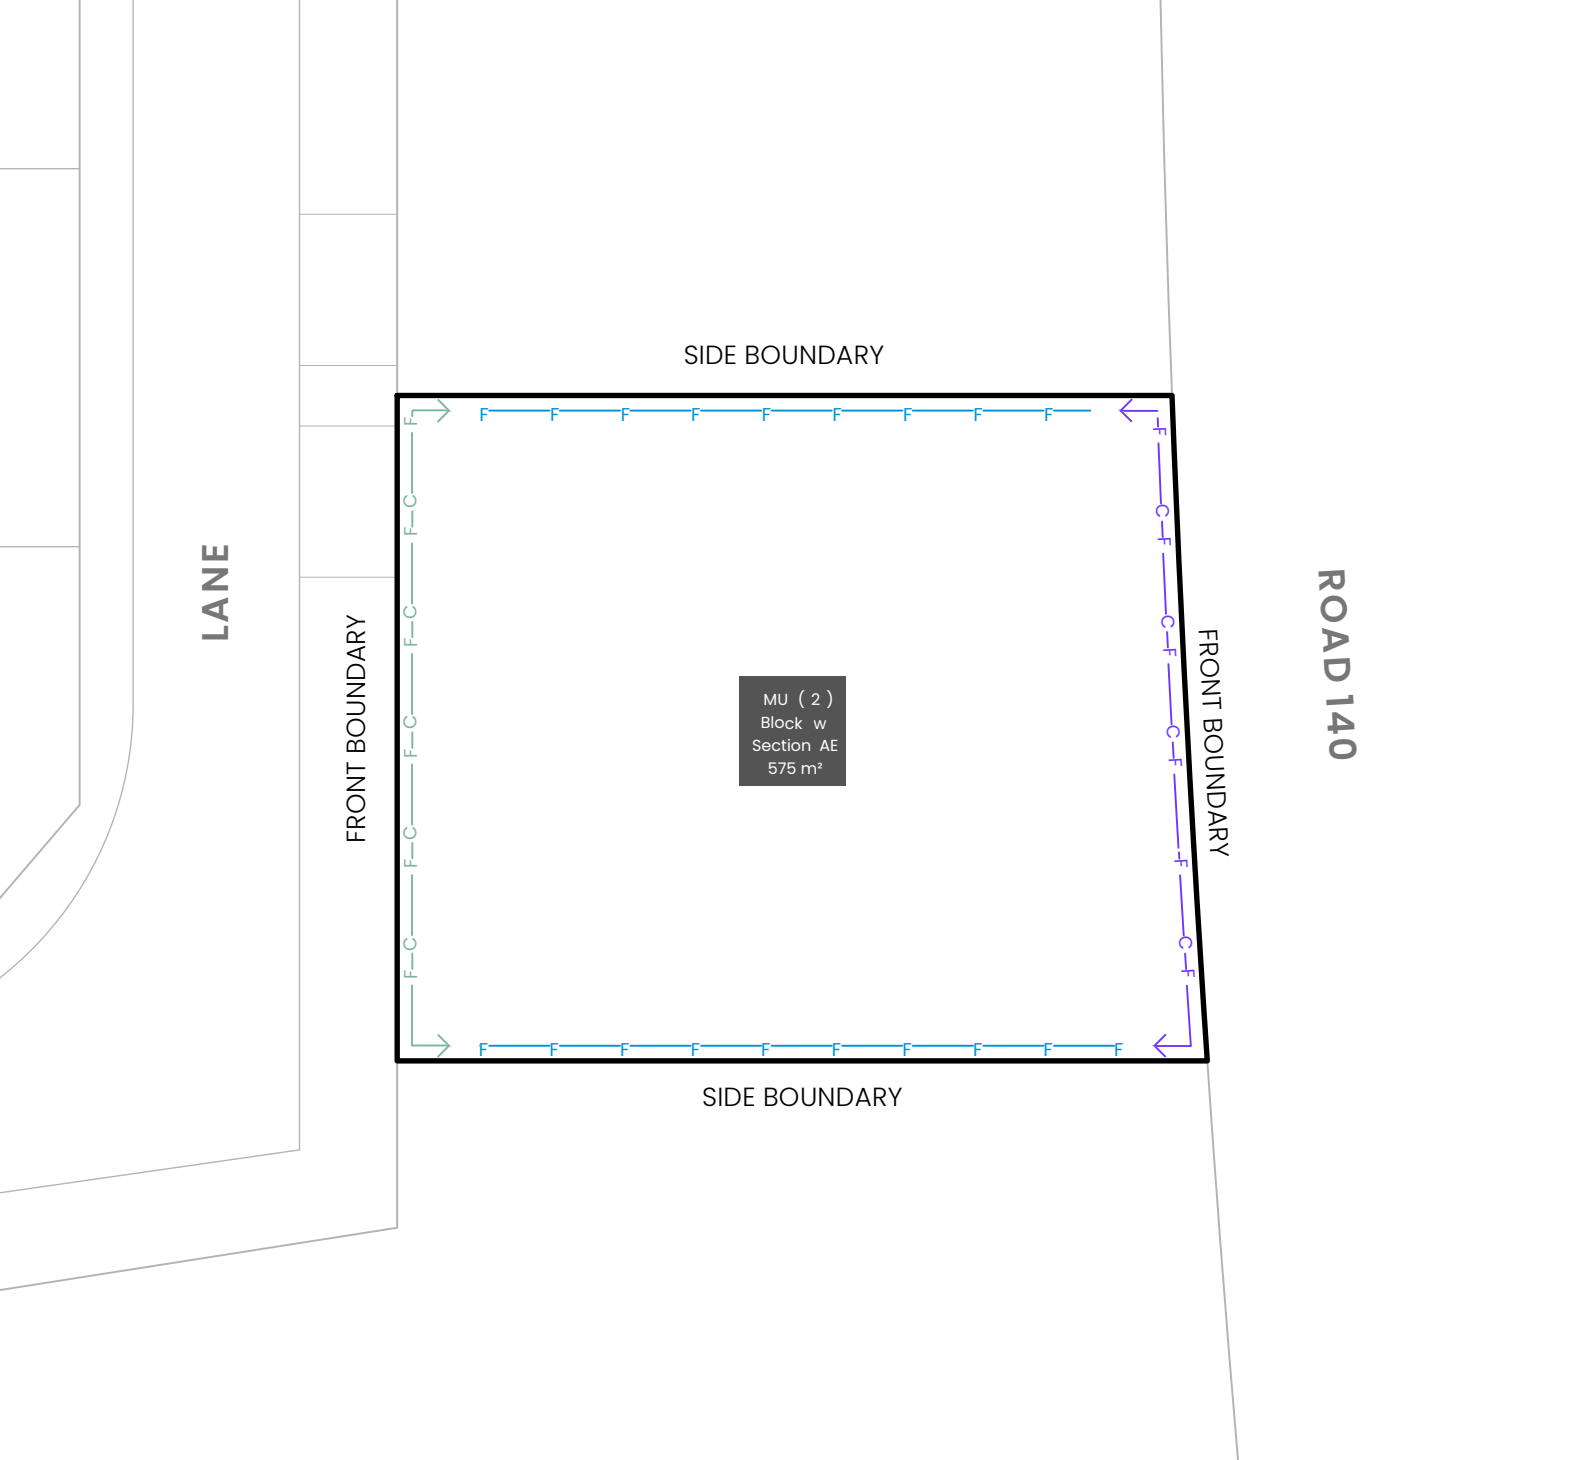 SIDE BOUNDARY
F F F F F F F F F
F C F C F C F C F C F
F C F C F C F F C F
LANE
FRONT BOUNDARY
MU ( 2 )
Block w
Section AE
575 m²
FRONT BOUNDARY
ROAD 140
F F F F F F F F F F
SIDE BOUNDARY